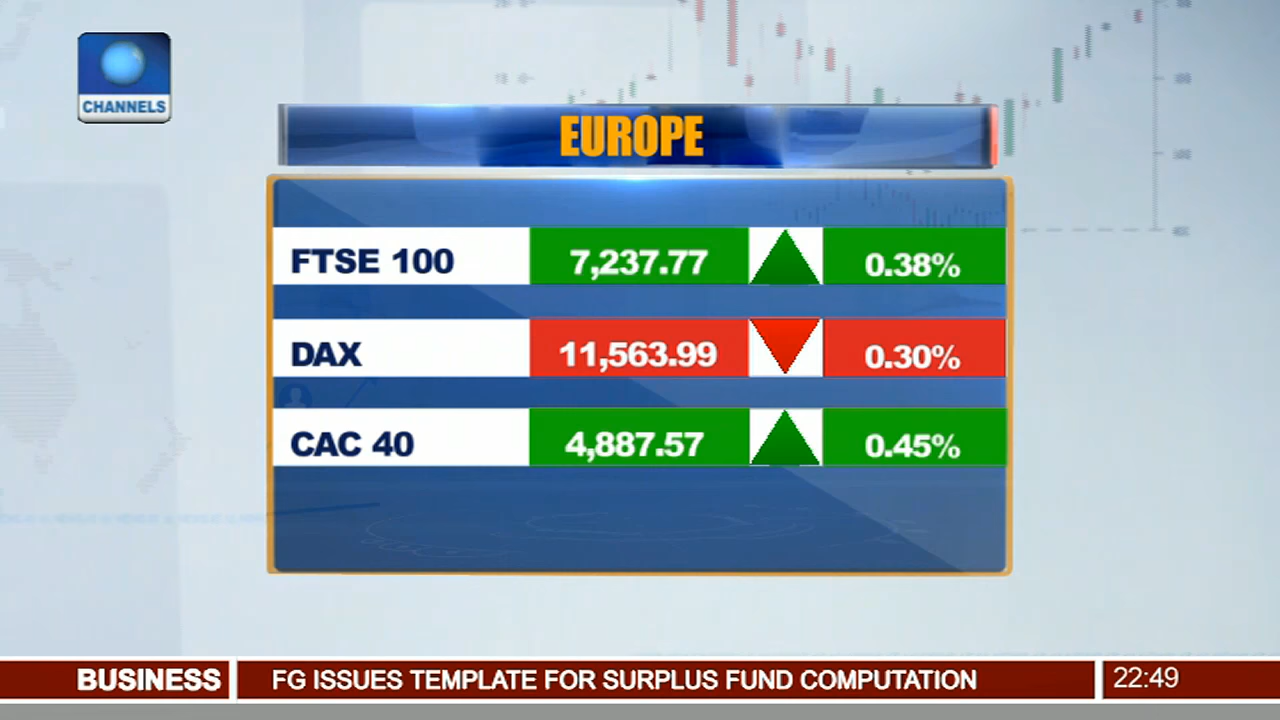 CHANNELS
EUROPE
FTSE 100 7,237.77 0.38%
DAX 11,563.99 0.30%
CAC 40 4,887.57 0.45%
BUSINESS FG ISSUES TEMPLATE FOR SURPLUS FUND COMPUTATION 22:49